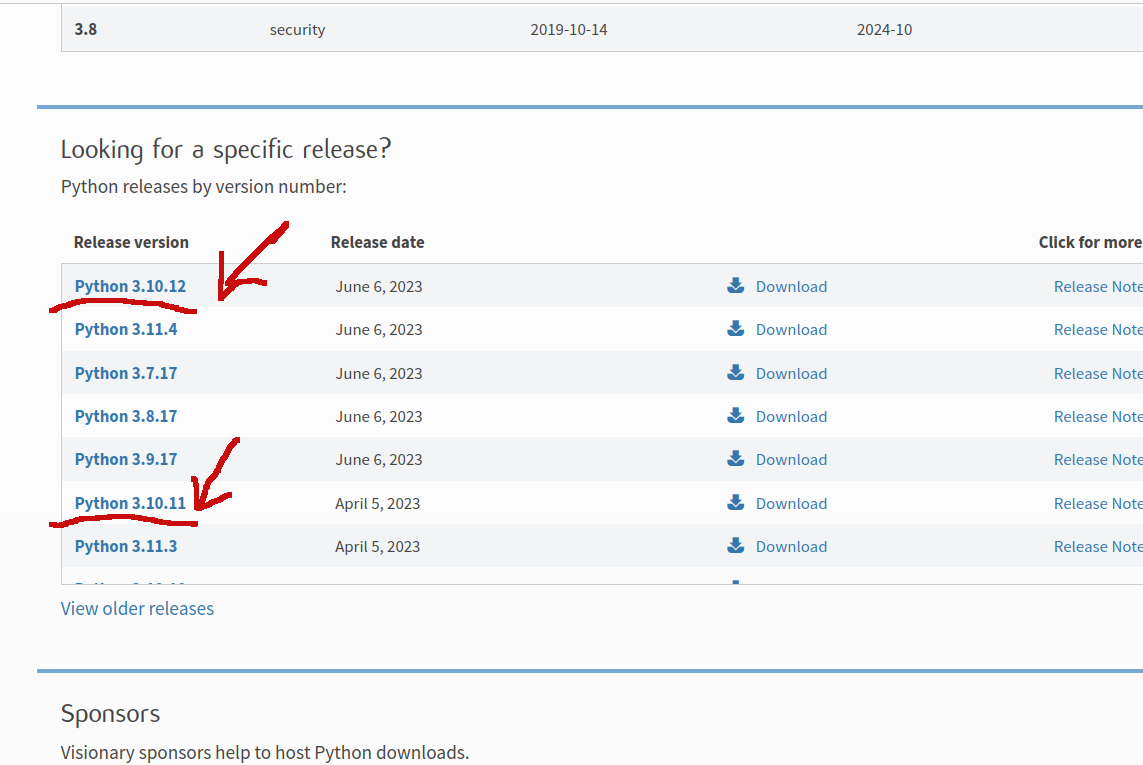 3.8 security 2019-10-14 2024-10
Looking for a specific release?
Python releases by version number:
Release version Release date Click for more
Python 3.10.12 June 6, 2023 Download Release Note
Python 3.11.4 June 6, 2023 Download Release Note
Python 3.7.17 June 6, 2023 Download Release Note
Python 3.8.17 June 6, 2023 Download Release Note
Python 3.9.17 June 6, 2023 Download Release Note
Python 3.10.11 April 5, 2023 Download Release Note
Python 3.11.3 April 5, 2023 Download Release Note
View older releases
Sponsors
Visionary sponsors help to host Python downloads.